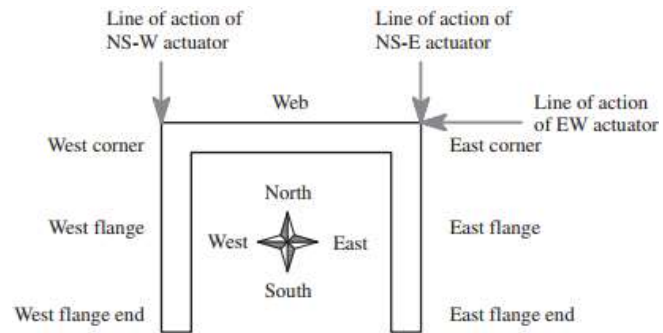 Line of action of
NS-W actuator
Line of action of
NS-E actuator
Web
Line of action
of EW actuator
West corner
East corner
North
West flange
West
East
East flange
South
West flange end
East flange end